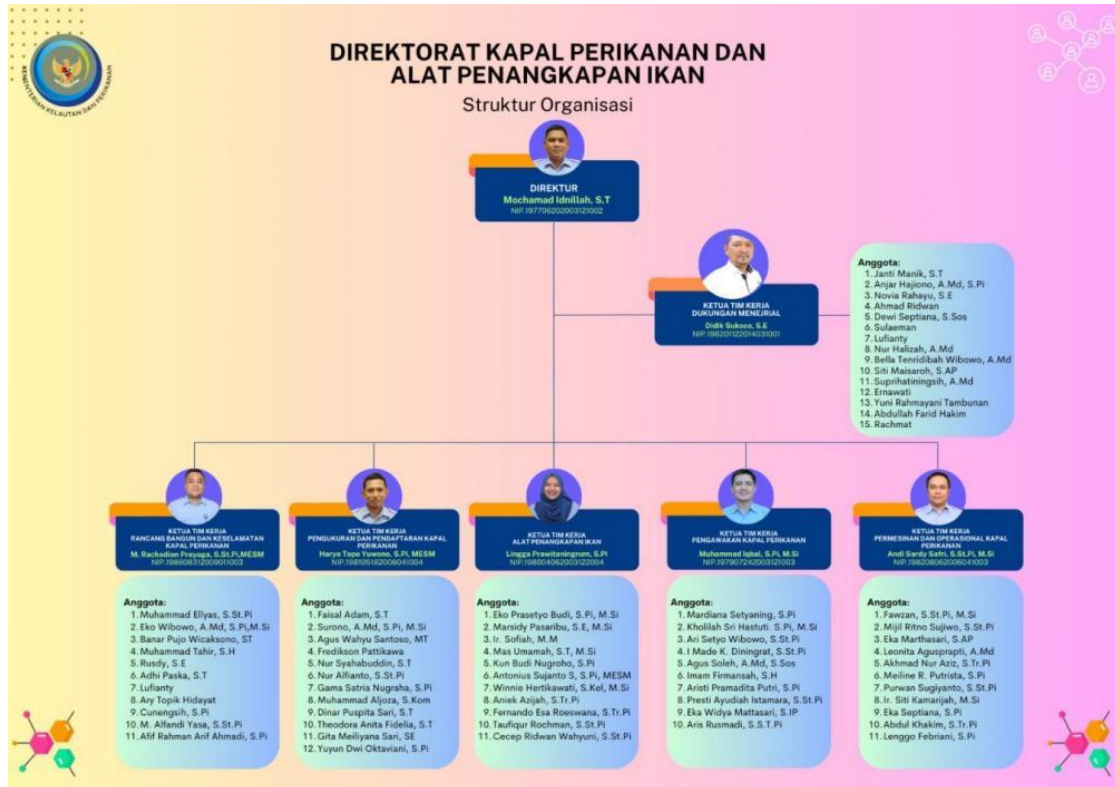 KEMENTERIAN KELAUTAN DAN PERIKANAN
DIREKTORAT KAPAL PERIKANAN DAN
ALAT PENANGKAPAN IKAN
Struktur Organisasi
DIREKTUR
Mochamad Idnillah, S.T
NIP.197706202003121002
KETUA TIM KERJA
DUKUNGAN MENEJRIAL
Didik Sukoco, S.E
NIP.198201122014031001
Anggota:
1. Janti Manik, S.T
2. Anjar Hajiono, A.Md, S.Pi
3. Novia Rahayu, S.E
4. Ahmad Ridwan
5. Dewi Septiana, S.Sos
6. Sulaeman
7. Lufianty
8. Nur Halizah, A.Md
9. Bella Tenridibah Wibowo, A.Md
10. Siti Maisaroh, S.AP
11. Suprihatiningsih, A.Md
12. Ernawati
13. Yuni Rahmayani Tambunan
14. Abdullah Farid Hakim
15. Rachmat
KETUA TIM KERJA
RANCANG BANGUN DAN KESELAMATAN
KAPAL PERIKANAN
M. Rachadion Prayoga, S.St.Pi,MESM
NIP.198508312009011003
Anggota:
1. Muhammad Ellyas, S.St.Pi
2. Eko Wibowo, A.Md, S.Pi,M.Si
3. Banar Pujo Wicaksono, ST
4. Muhammad Tahir, S.H
5. Rusdy, S.E
6. Adhi Paska, S.T
7. Lufianty
8. Ary Topik Hidayat
9. Cunengsih, S.Pi
10. M. Alfandi Yasa, S.St.Pi
11. Afif Rahman Arif Ahmadi, S.Pi
KETUA TIM KERJA
PENGUKURAN DAN PENDAFTARAN KAPAL
PERIKANAN
Haryo Topo Yuwono, S.Pi, MESM
NIP.198105182006041004
Anggota:
1. Faisal Adam, S.T
2. Surono, A.Md, S.Pi, M.Si
3. Agus Wahyu Santoso, MT
4. Fredikson Pattikawa
5. Nur Syahabuddin, S.T
6. Nur Alfianto, S.St.Pi
7. Gama Satria Nugraha, S.Pi
8. Muhammad Aljoza, S.Kom
9. Dinar Puspita Sari, S.T
10. Theodora Anita Fidelia, S.T
11. Gita Meiliyana Sari, SE
12. Yuyun Dwi Oktaviani, S.Pi
KETUA TIM KERJA
ALAT PENANGKAPAN IKAN
Lingga Prawitaningrum, S.Pi
NIP.198004062003122004
Anggota:
1. Eko Prasetyo Budi, S.Pi, M.Si
2. Marsidy Pasaribu, S.E, M.Si
3. Ir. Sofiah, M.M
4. Mas Umamah, S.T, M.Si
5. Kun Budi Nugroho, S.Pi
6. Antonius Sujanto S, S.Pi, MESM
7. Winnie Hertikawati, S.Kel, M.Si
8. Aniek Azijah, S.Tr.Pi
9. Fernando Esa Roeswana, S.Tr.Pi
10. Taufiqur Rochman, S.St.Pi
11. Cecep Ridwan Wahyuni, S.St.Pi
KETUA TIM KERJA
PENGAWAKAN KAPAL PERIKANAN
Muhammad Iqbal, S.Pi, M.Si
NIP.197907242003121003
Anggota:
1. Mardiana Setyaning, S.Pi
2. Kholilah Sri Hastuti. S.Pi, M.Si
3. Ari Setyo Wibowo, S.St.Pi
4. I Made K. Diningrat, S.St.Pi
5. Agus Soleh, A.Md, S.Sos
6. Imam Firmansah, S.H
7. Aristi Pramadita Putri, S.Pi
8. Presti Ayudiah Istamara, S.St.Pi
9. Eka Widya Mattasari, S.IP
10. Aris Rusmadi, S.S.T.Pi
KETUA TIM KERJA
PERMESINAN DAN OPERASIONAL KAPAL
PERIKANAN
Andi Sardy Safri, S.St.Pi, M.Si
NIP.198208062006041003
Anggota:
1. Fawzan, S.St.Pi, M.Si
2. Mijil Ritno Sujiwo, S.St.Pi
3. Eka Marthasari, S.AP
4. Leonita Agusprapti, A.Md
5. Akhmad Nur Aziz, S.Tr.Pi
6. Meiline R. Putrista, S.Pi
7. Purwan Sugiyanto, S.St.Pi
8. Ir. Siti Kamarijah, M.Si
9. Eka Septiana, S.Pi
10. Abdul Khakim, S.Tr.Pi
11. Lenggo Febriani, S.Pi